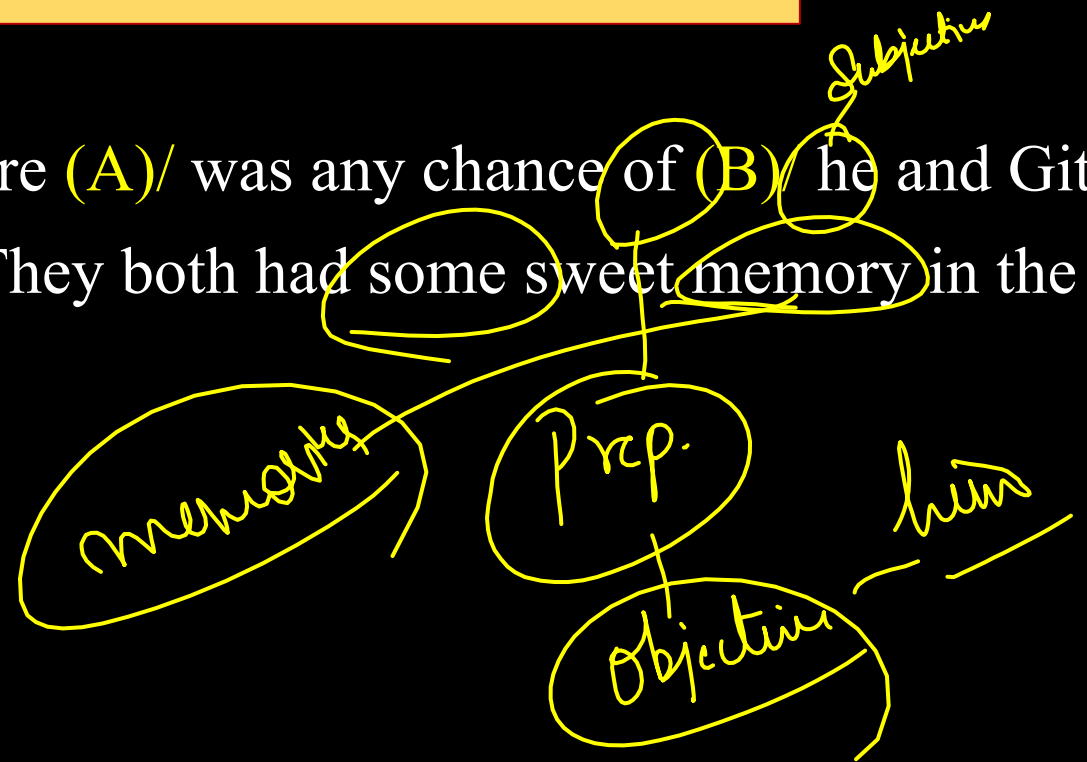 Subjective
re (A)/ was any chance of (B)/ he and Git
They both had some sweet memory in the
memories
Prep.
him
Objective